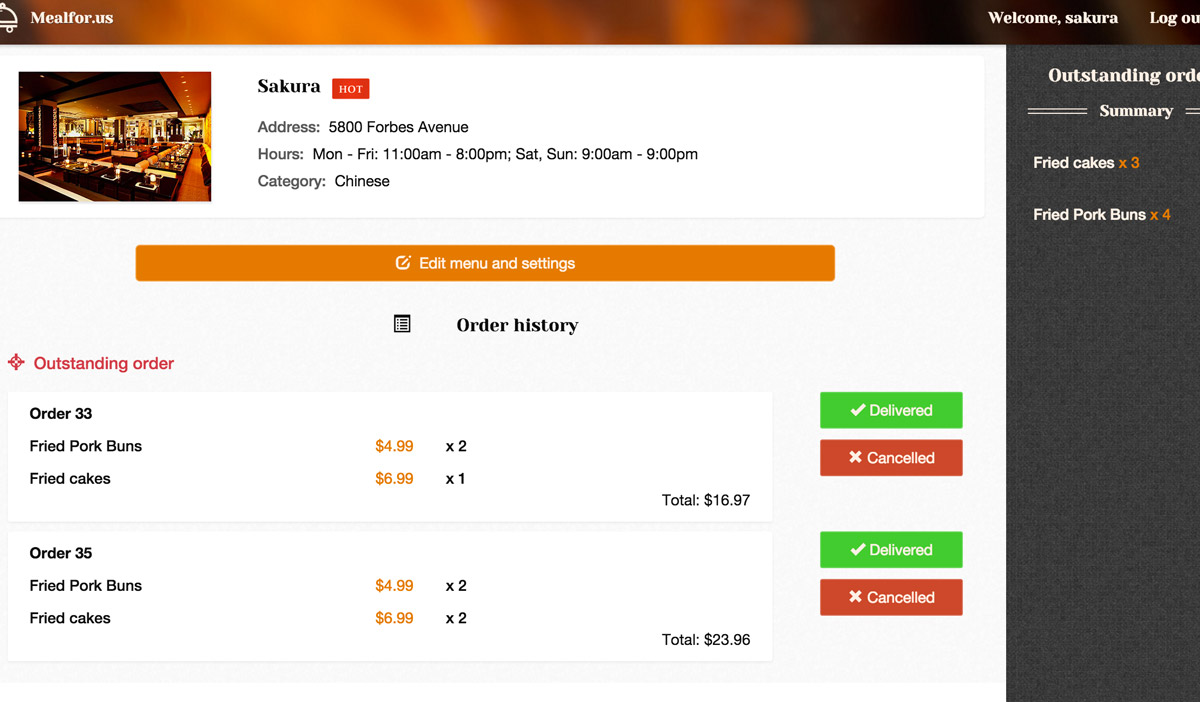 Mealfor.us
Welcome, sakura
Log ou
Sakura HOT
Address: 5800 Forbes Avenue
Hours: Mon - Fri: 11:00am - 8:00pm; Sat, Sun: 9:00am - 9:00pm
Category: Chinese
Edit menu and settings
Order history
Outstanding order
Order 33
Fried Pork Buns $4.99 x 2
Fried cakes $6.99 x 1
Total: $16.97
Delivered
Cancelled
Order 35
Fried Pork Buns $4.99 x 2
Fried cakes $6.99 x 2
Total: $23.96
Delivered
Cancelled
Outstanding orde
Summary
Fried cakes x 3
Fried Pork Buns x 4